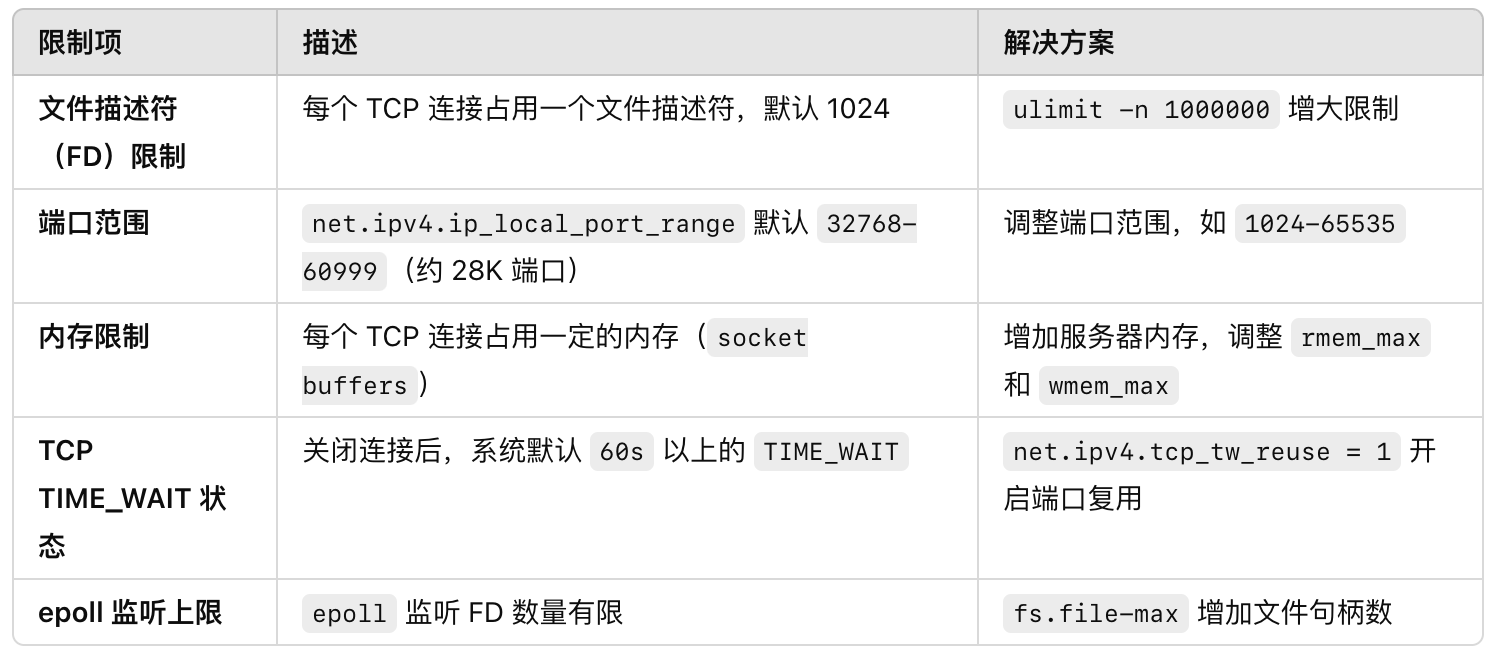 限制项 描述 解决方案
文件描述符 每个 TCP 连接占用一个文件描述符，默认 1024 ulimit -n 1000000 增大限制
（FD）限制
端口范围 net.ipv4.ip_local_port_range 默认 32768- 调整端口范围，如 1024-65535
60999（约 28K 端口）
内存限制 每个 TCP 连接占用一定的内存（socket 增加服务器内存，调整 rmem_max
buffers） 和 wmem_max
TCP 关闭连接后，系统默认 60s 以上的 TIME_WAIT net.ipv4.tcp_tw_reuse = 1 开
TIME_WAIT 状 启端口复用
态
epoll 监听上限 epoll 监听 FD 数量有限 fs.file-max 增加文件句柄数